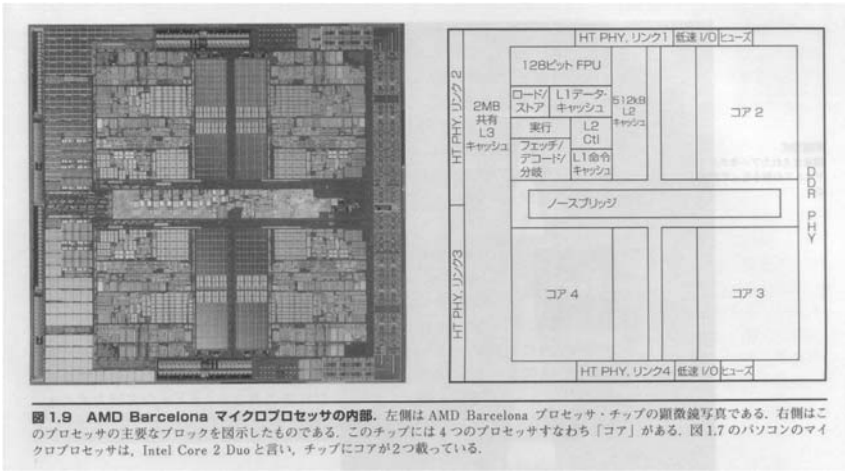 HT PHY, リンク1
低速 I/O
ヒューズ
HT PHY, リンク 2
2MB
共有
L3
キャッシュ
128ビット FPU
ロード/
ストア
L1データ・
キャッシュ
512kB
L2
キャッシュ
実行
L2
Ctl
フェッチ/
デコード/
分岐
L1命令
キャッシュ
コア 2
ノースブリッジ
DDR PHY
HT PHY, リンク3
コア 4
コア 3
HT PHY, リンク4
低速 I/O
ヒューズ
図 1.9 AMD Barcelona マイクロプロセッサの内部. 左側は AMD Barcelona プロセッサ・チップの顕微鏡写真である. 右側はこ
のプロセッサの主要なブロックを図示したものである. このチップには 4 つのプロセッサすなわち「コア」がある. 図 1.7 のパソコンのマイ
クロプロセッサは, Intel Core 2 Duo と言い, チップにコアが2つ載っている.